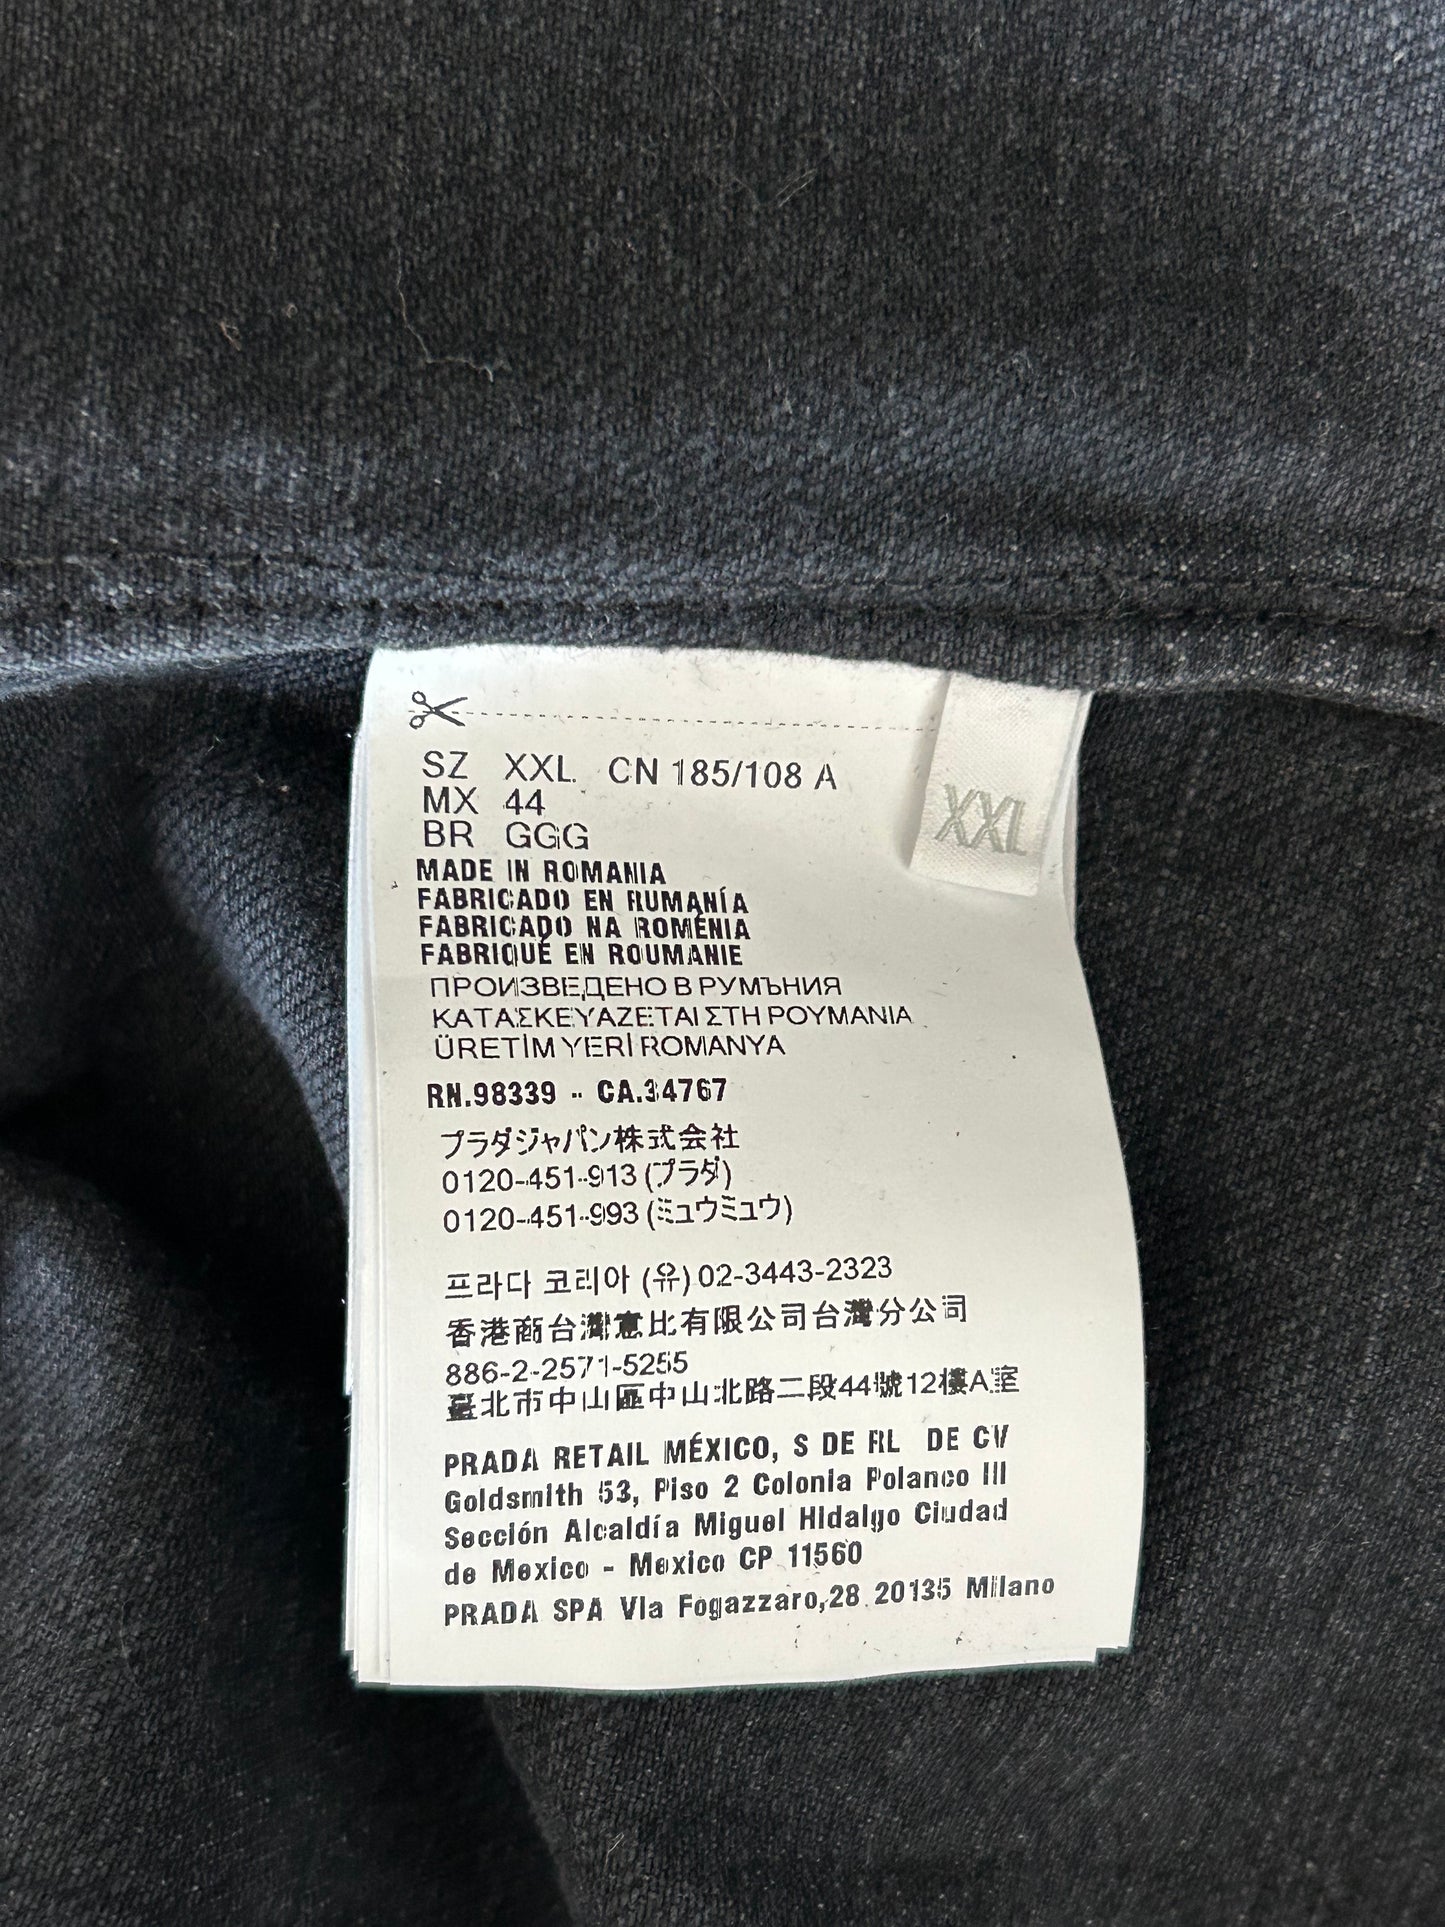 SZ XXL CN 185/108 A
XXL
MX 44
BR GGG
MADE IN ROMANIA
FABRICADO EN RUMANÍA
FABRICADO NA ROMÉNIA
FABRIQUÉ EN ROUMANIE
ПРОИЗВЕДЕНО В РУМЪНИЯ
ΚΑΤΑΣΚΕΥΑΖΕΤΑΙ ΣΤΗ ΡΟΥΜΑΝΙΑ
ÜRETİM YERİ ROMANYA
RN.98339 - CA.34767
プラダジャパン株式会社
0120-451-913 (プラダ)
0120-451-993 (ミュウミュウ)
프라다 코리아 (유) 02-3443-2323
香港商台灣意比有限公司台灣分公司
886-2-2571-5255
臺北市中山區中山北路二段44號12樓A室
PRADA RETAIL MÉXICO, S DE RL DE CV
Goldsmith 53, Piso 2 Colonia Polanco III
Sección Alcaldía Miguel Hidalgo Ciudad
de Mexico - Mexico CP 11560
PRADA SPA Via Fogazzaro,28 20135 Milano